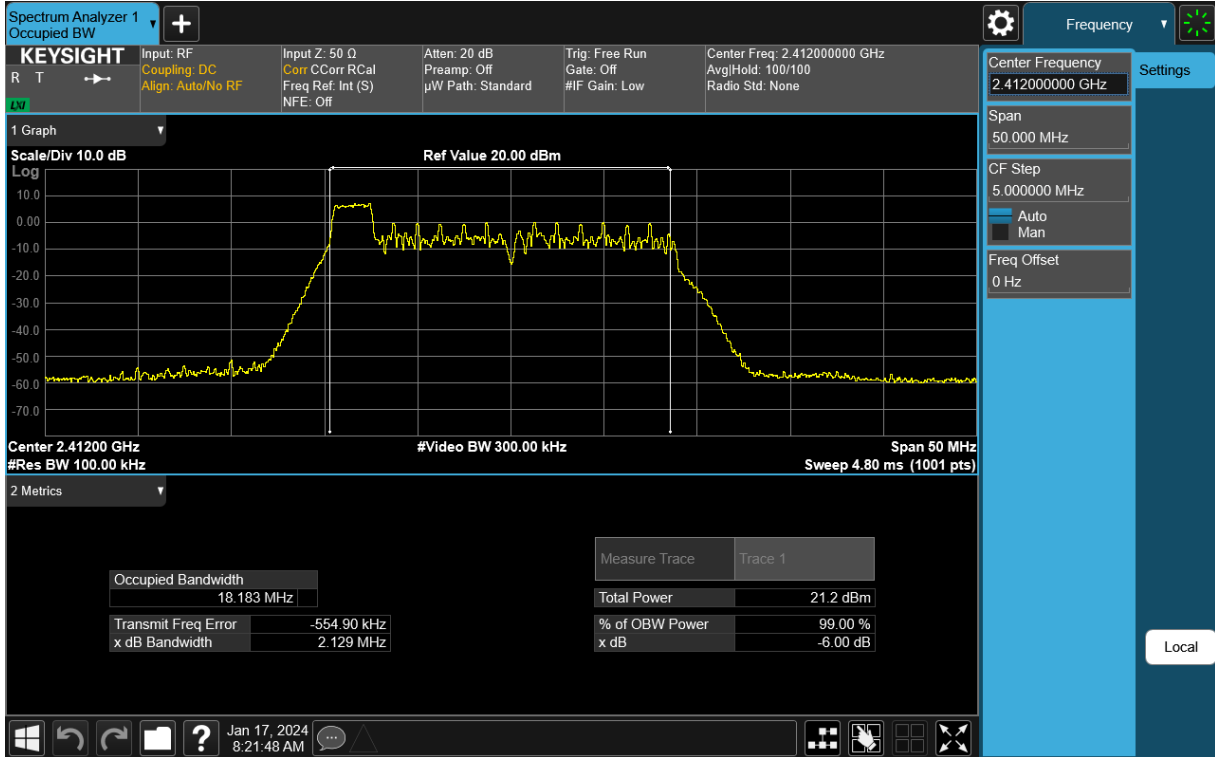 Spectrum Analyzer 1
Occupied BW
Frequency
KEYSIGHT
R T
LXI
Input: RF
Coupling: DC
Align: Auto/No RF
Input Z: 50 Ω
Corr CCorr RCal
Freq Ref: Int (S)
NFE: Off
Atten: 20 dB
Preamp: Off
µW Path: Standard
Trig: Free Run
Gate: Off
#IF Gain: Low
Center Freq: 2.412000000 GHz
Avg|Hold: 100/100
Radio Std: None
Center Frequency
2.412000000 GHz
Settings
Span
50.000 MHz
CF Step
5.000000 MHz
Auto
Man
Freq Offset
0 Hz
Local
1 Graph
Scale/Div 10.0 dB
Ref Value 20.00 dBm
Log
10.0
0.00
-10.0
-20.0
-30.0
-40.0
-50.0
-60.0
-70.0
Center 2.41200 GHz
#Video BW 300.00 kHz
Span 50 MHz
#Res BW 100.00 kHz
Sweep 4.80 ms (1001 pts)
2 Metrics
Measure Trace Trace 1
Occupied Bandwidth
18.183 MHz
Total Power 21.2 dBm
Transmit Freq Error -554.90 kHz
% of OBW Power 99.00 %
x dB Bandwidth 2.129 MHz
x dB -6.00 dB
?
Jan 17, 2024
8:21:48 AM